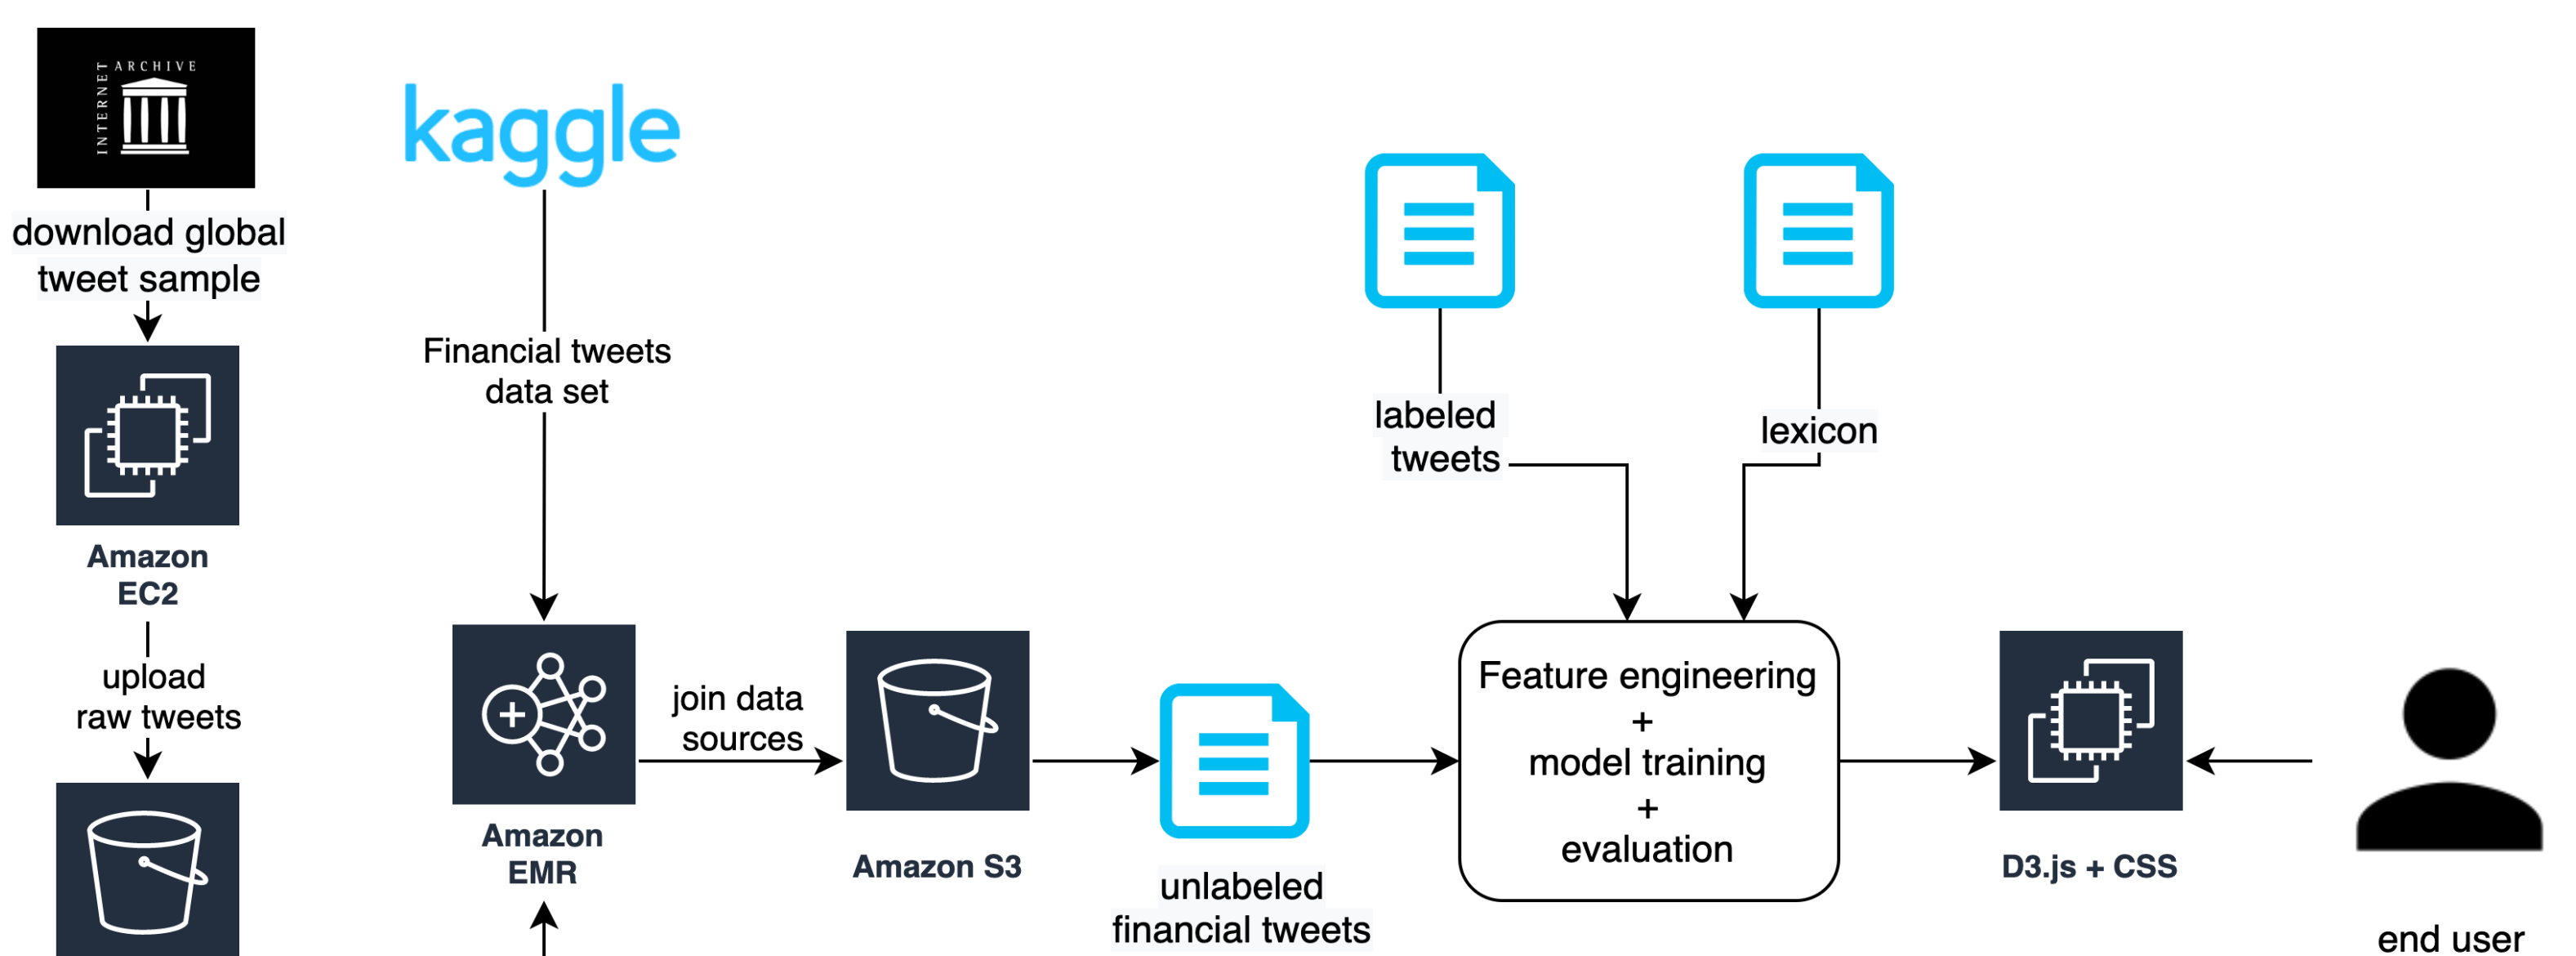 INTERNET
ARCHIVE
kaggle
download global
tweet sample
Financial tweets
data set
labeled
tweets
lexicon
Amazon
EC2
upload
raw tweets
join data
sources
Amazon
EMR
Amazon S3
unlabeled
financial tweets
Feature engineering
+
model training
+
evaluation
D3.js + CSS
end user